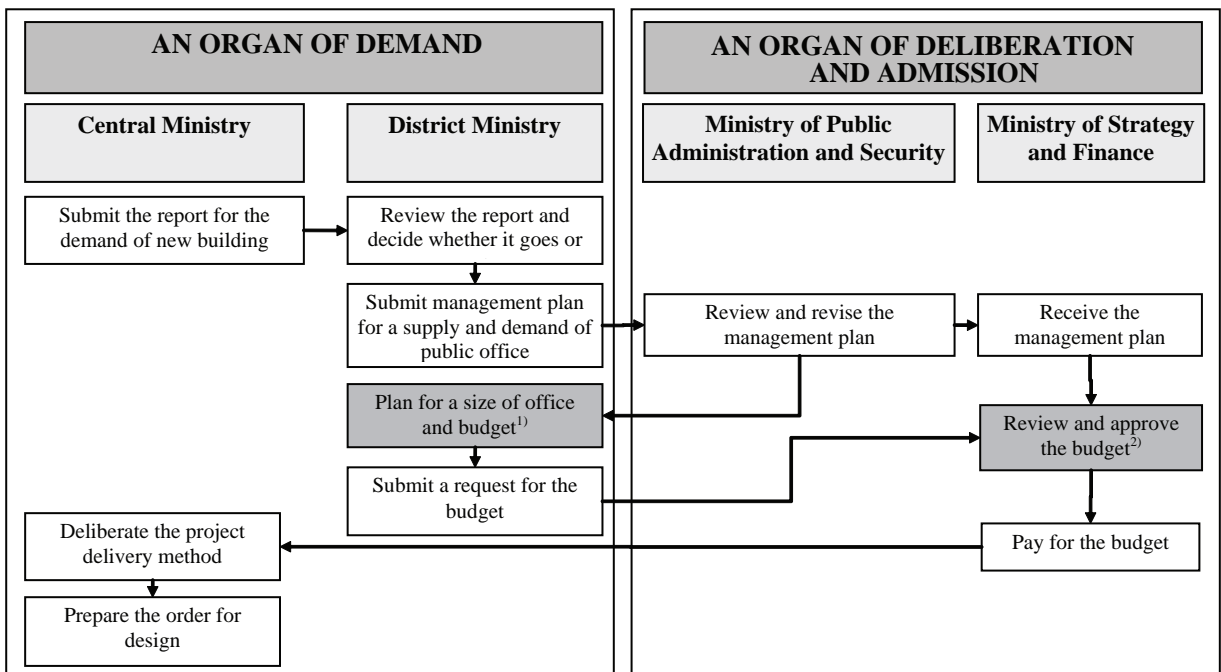 AN ORGAN OF DEMAND
AN ORGAN OF DELIBERATION
AND ADMISSION
Central Ministry
District Ministry
Ministry of Public
Administration and Security
Ministry of Strategy
and Finance
Submit the report for the
demand of new building
Review the report and
decide whether it goes or
Submit management plan
for a supply and demand of
public office
Review and revise the
management plan
Receive the
management plan
Plan for a size of office
and budget1)
Review and approve
the budget2)
Submit a request for the
budget
Deliberate the project
delivery method
Pay for the budget
Prepare the order for
design